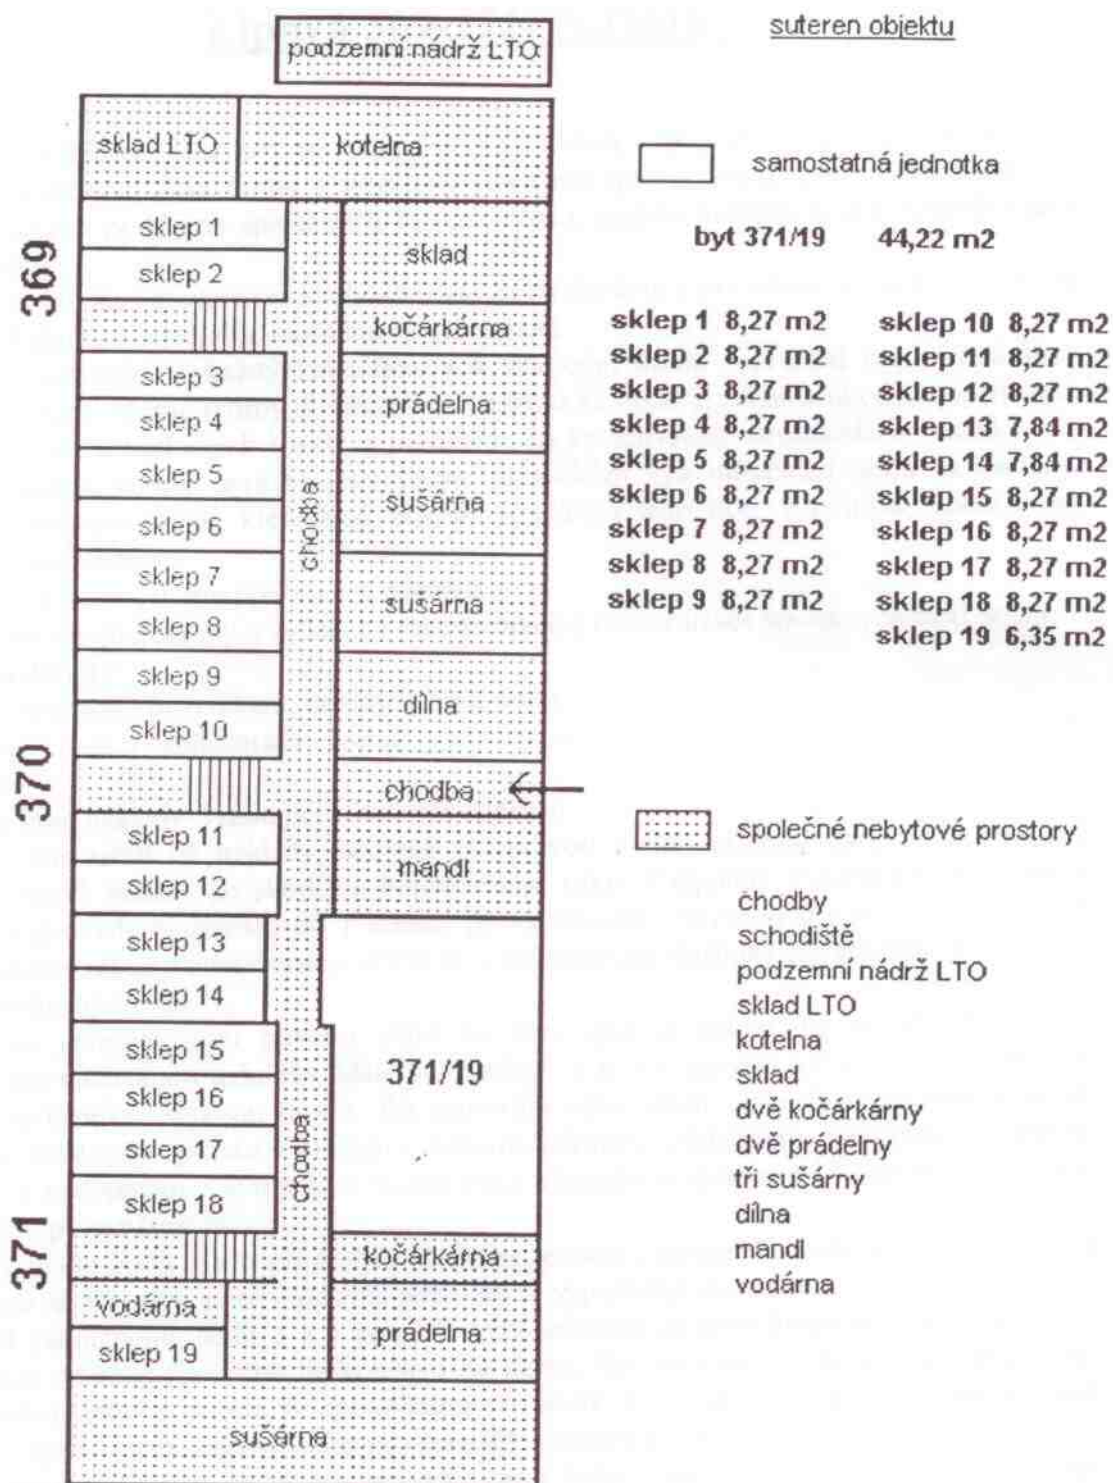 suteren objektu
podzemní nádrž LTO
sklad LTO
kotelna
369
sklep 1
sklep 2
sklad
kočárkárna
sklep 3
sklep 4
prádelna
sklep 5
sklep 6
sušárna
chodba
sklep 7
sklep 8
sušárna
sklep 9
sklep 10
dílna
370
chodba
sklep 11
sklep 12
mandl
sklep 13
sklep 14
sklep 15
sklep 16
371/19
sklep 17
sklep 18
chodba
371
kočárkárna
vodárna
sklep 19
prádelna
sušárna
samostatná jednotka
byt 371/19 44,22 m2
sklep 1 8,27 m2 sklep 10 8,27 m2
sklep 2 8,27 m2 sklep 11 8,27 m2
sklep 3 8,27 m2 sklep 12 8,27 m2
sklep 4 8,27 m2 sklep 13 7,84 m2
sklep 5 8,27 m2 sklep 14 7,84 m2
sklep 6 8,27 m2 sklep 15 8,27 m2
sklep 7 8,27 m2 sklep 16 8,27 m2
sklep 8 8,27 m2 sklep 17 8,27 m2
sklep 9 8,27 m2 sklep 18 8,27 m2
sklep 19 6,35 m2
společné nebytové prostory
chodby
schodiště
podzemní nádrž LTO
sklad LTO
kotelna
sklad
dvě kočárkárny
dvě prádelny
tři sušárny
dílna
mandl
vodárna